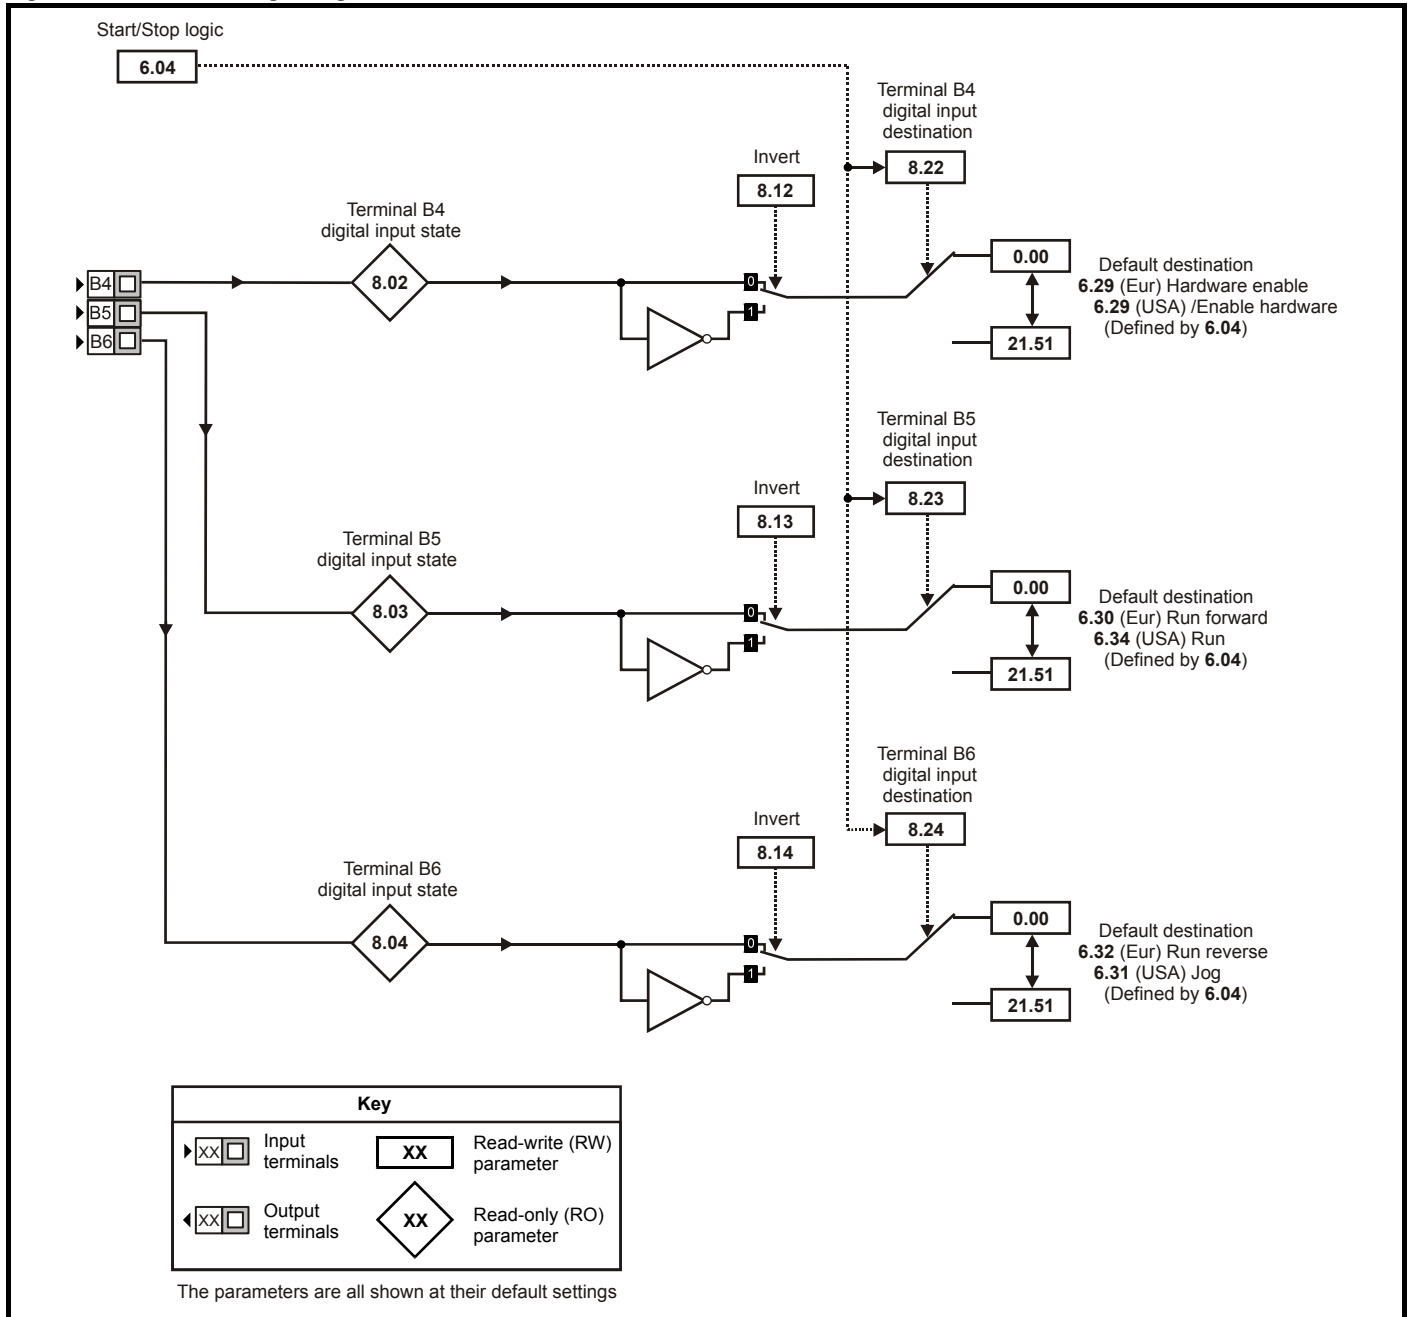 Start/Stop logic
6.04
Terminal B4
digital input
destination
8.22
Invert
8.12
Terminal B4
digital input state
8.02
B4
B5
B6
0
1
0.00
21.51
Default destination
6.29 (Eur) Hardware enable
6.29 (USA) /Enable hardware
(Defined by 6.04)
Terminal B5
digital input
destination
8.23
Invert
8.13
Terminal B5
digital input state
8.03
0
1
0.00
21.51
Default destination
6.30 (Eur) Run forward
6.34 (USA) Run
(Defined by 6.04)
Terminal B6
digital input
destination
8.24
Invert
8.14
Terminal B6
digital input state
8.04
0
1
0.00
21.51
Default destination
6.32 (Eur) Run reverse
6.31 (USA) Jog
(Defined by 6.04)
Key
XX
Input
terminals
XX
Read-write (RW)
parameter
XX
Output
terminals
XX
Read-only (RO)
parameter
The parameters are all shown at their default settings